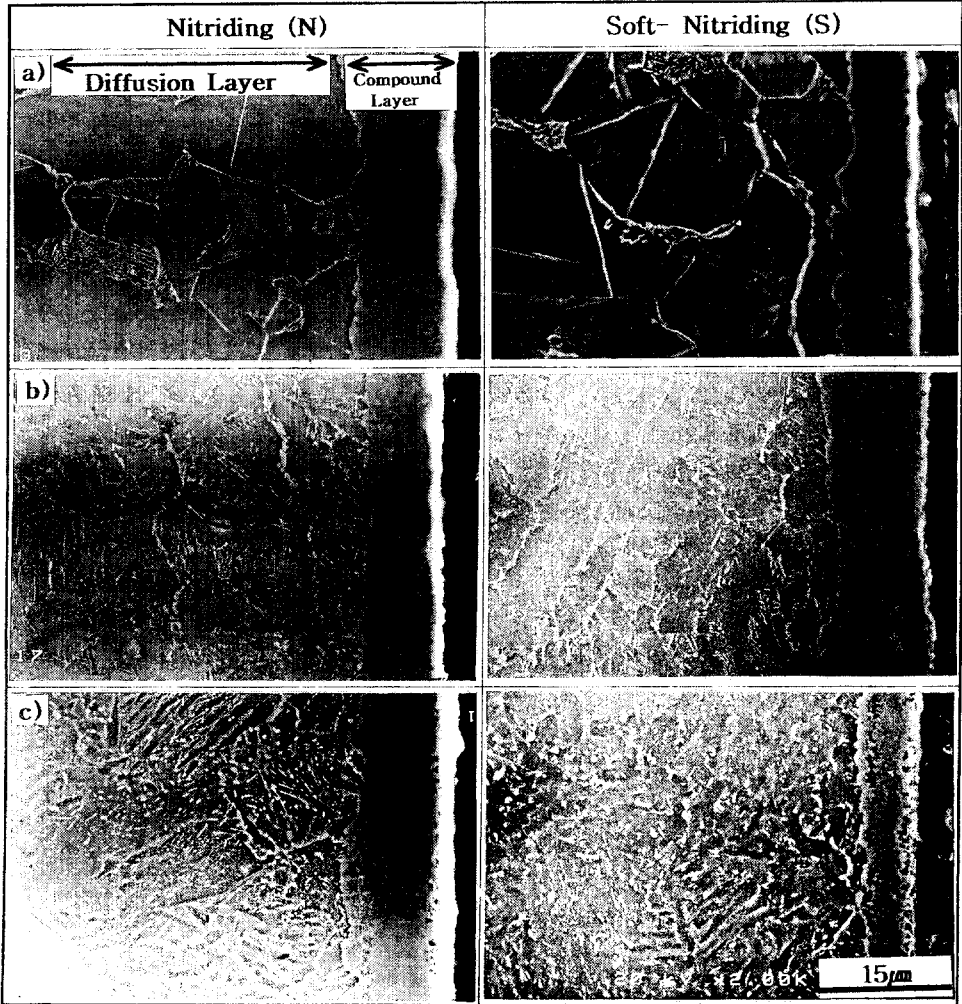 Nitriding (N)
Soft- Nitriding (S)
a)
Diffusion Layer
Compound
Layer
b)
c)
15μm